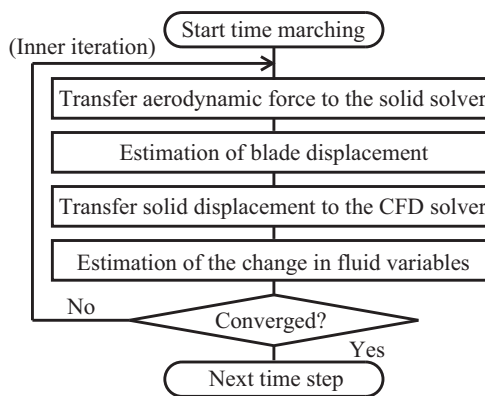 Start time marching
(Inner iteration)
Transfer aerodynamic force to the solid solver
Estimation of blade displacement
Transfer solid displacement to the CFD solver
Estimation of the change in fluid variables
No
Converged?
Yes
Next time step